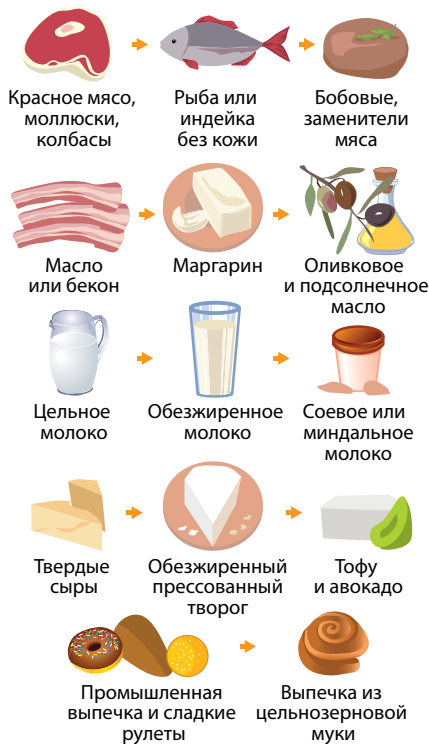 Красное мясо,
моллюски,
колбасы
Рыба или
индейка
без кожи
Бобовые,
заменители
мяса
Масло
или бекон
Маргарин
Оливковое
и подсолнечное
масло
Цельное
молоко
Обезжиренное
молоко
Соевое или
миндальное
молоко
Твердые
сыры
Обезжиренный
прессованный
творог
Тофу
и авокадо
Промышленная
выпечка и сладкие
рулеты
Выпечка из
цельнозерновой
муки